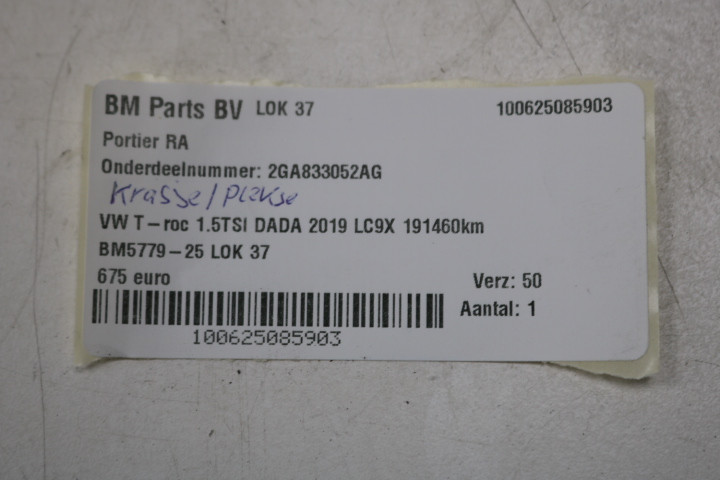 BM Parts BV LOK 37 100625085903
Portier RA
Onderdeelnummer: 2GA833052AG
Krasje/plekje
VW T-roc 1.5TSI DADA 2019 LC9X 191460km
BM5779-25 LOK 37
675 euro Verz: 50
Aantal: 1
100625085903